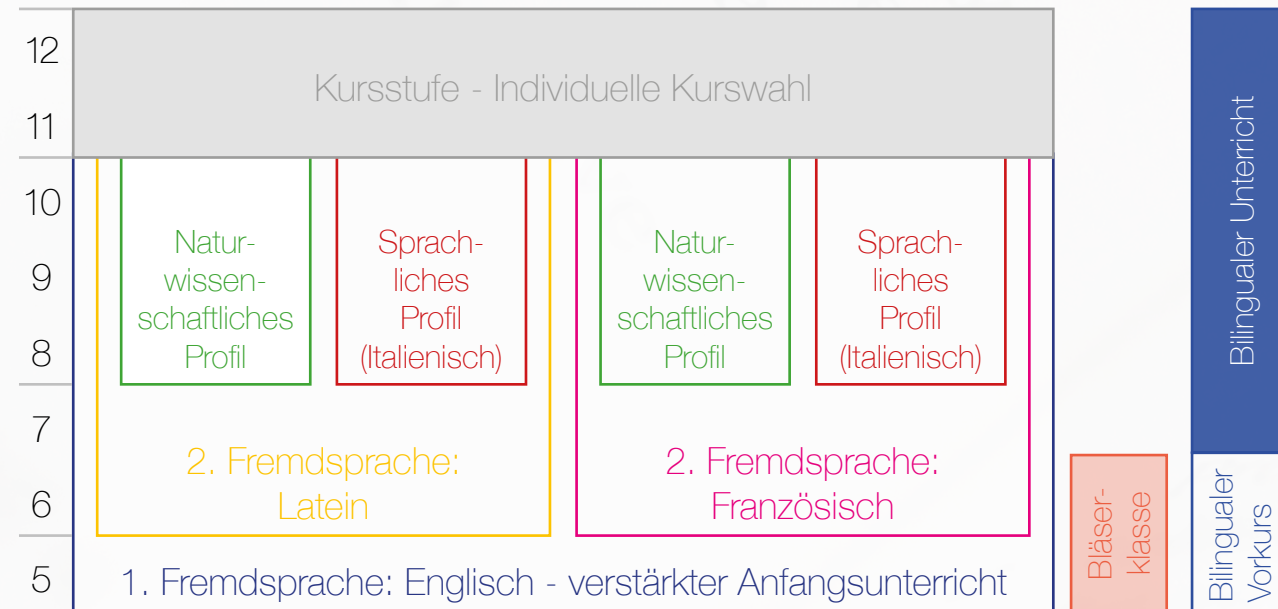 12
11
10
9
8
7
6
5
Kursstufe - Individuelle Kurswahl
Natur-
wissen-
schaftliches
Profil
Sprach-
liches
Profil
(Italienisch)
Natur-
wissen-
schaftliches
Profil
Sprach-
liches
Profil
(Italienisch)
2. Fremdsprache:
Latein
2. Fremdsprache:
Französisch
1. Fremdsprache: Englisch - verstärkter Anfangsunterricht
Bläser-
klasse
Bilingualer Unterricht
Bilingualer
Vorkurs